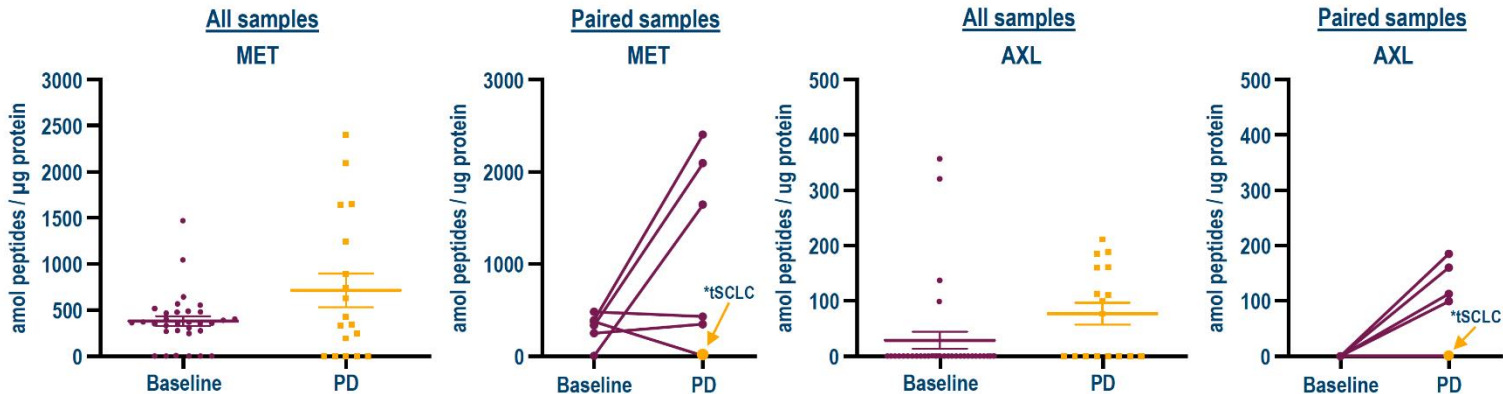 All samples
MET
amol peptides / µg protein
3000
2500
2000
1500
1000
500
0
Baseline
PD
Paired samples
MET
amol peptides / ug protein
3000
2000
1000
0
*tSCLC
Baseline
PD
All samples
AXL
amol peptides / ug protein
500
400
300
200
100
0
Baseline
PD
Paired samples
AXL
amol peptides / ug protein
500
400
300
200
100
0
*tSCLC
Baseline
PD